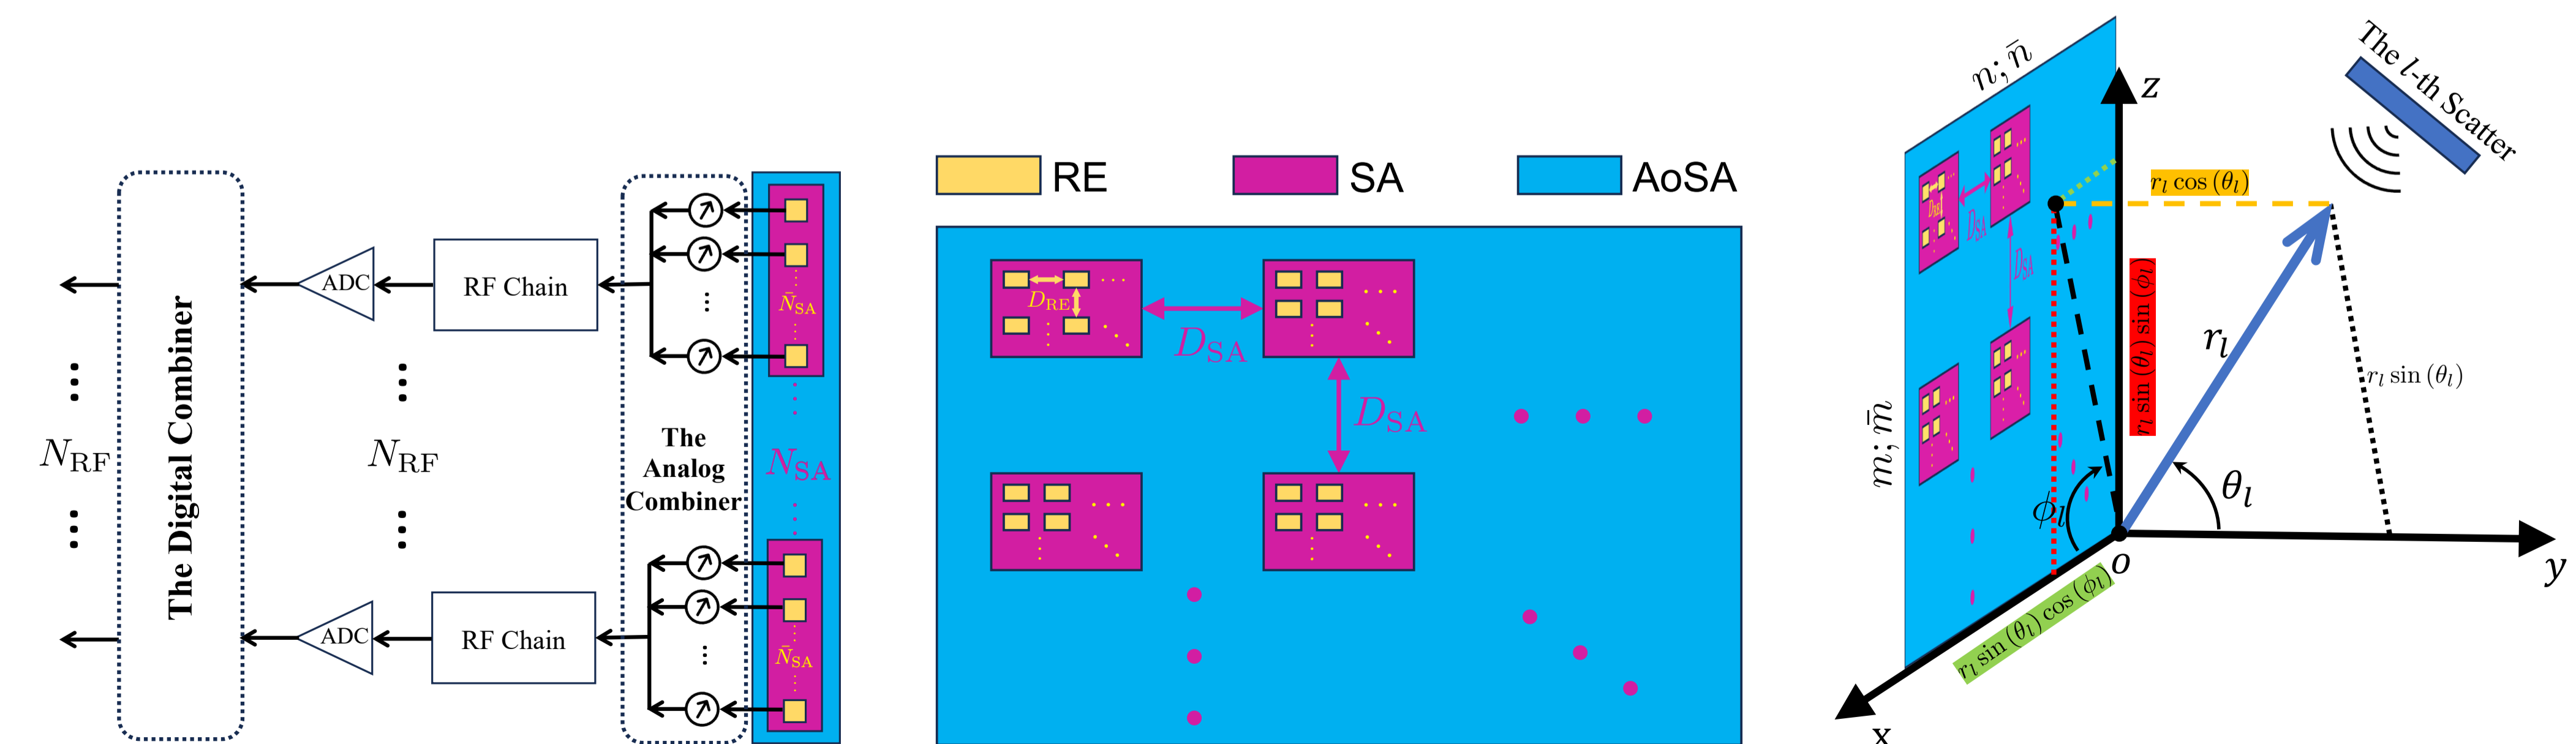 N_RF
The Digital Combiner
ADC
RF Chain
N_RF
ADC
RF Chain
The
Analog
Combiner
N̄_SA
N_SA
N̄_SA
RE
SA
AoSA
D_RE
D_SA
D_SA
n; n̄
m; m̄
D_RE
D_SA
D_SA
z
The l-th Scatter
r_l cos (θ_l)
r_l sin (θ_l) sin (ϕ_l)
r_l
r_l sin (θ_l)
θ_l
ϕ_l
o
y
r_l sin (θ_l) cos (ϕ_l)
x